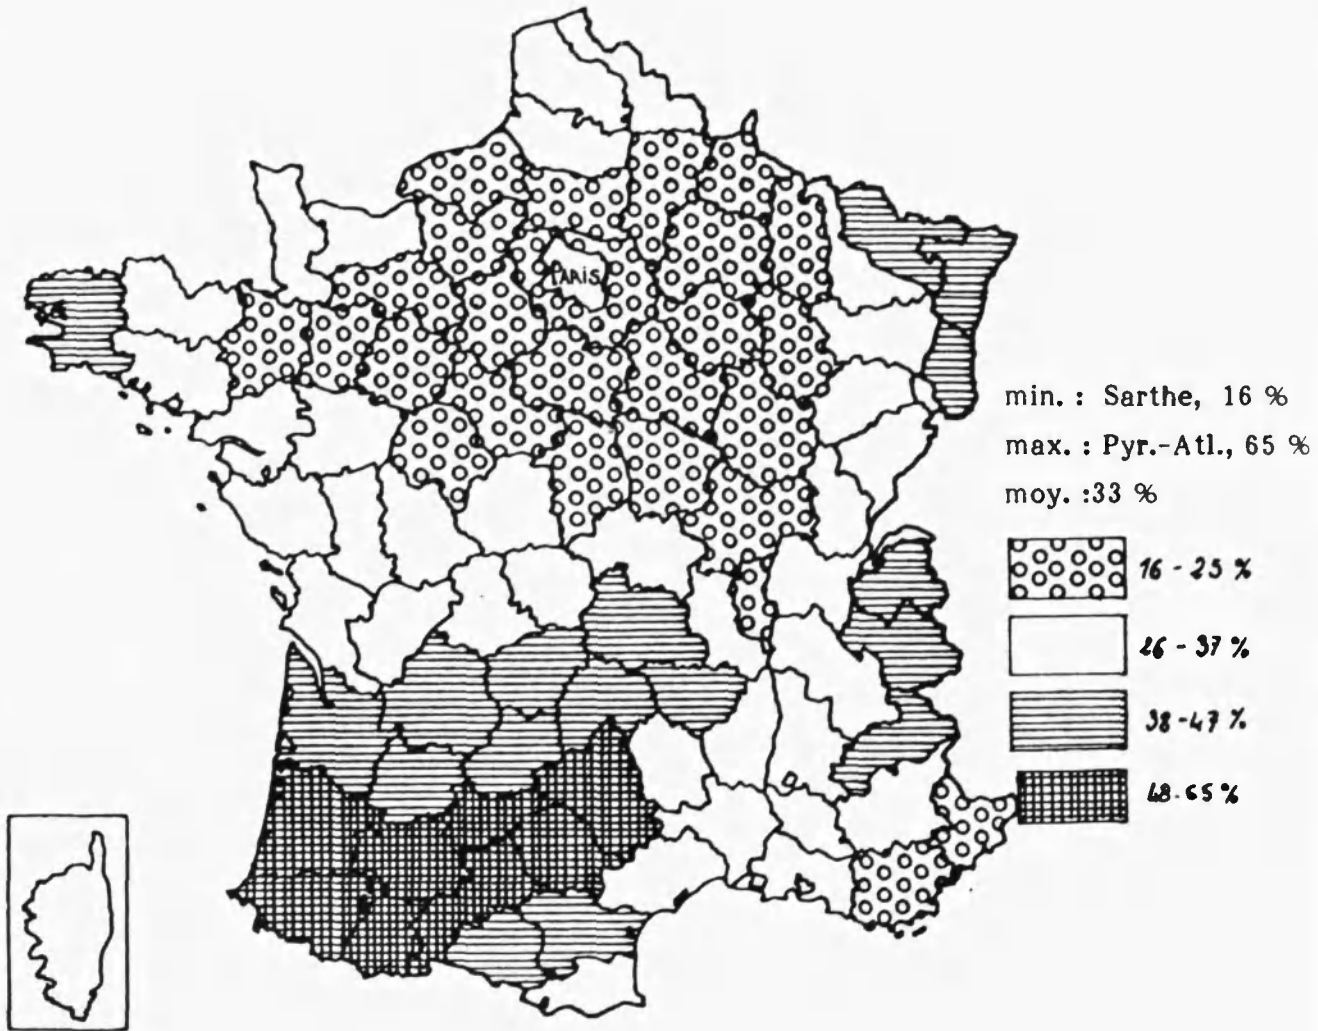 PARIS
min. : Sarthe, 16 %
max. : Pyr.-Atl., 65 %
moy. :33 %
16 - 25 %
26 - 37 %
38-47 %
48-65 %